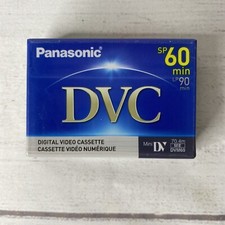 Panasonic
SP 60
min
LP 90
min
DVC
DIGITAL VIDEO CASSETTE
CASSETTE VIDÉO NUMÉRIQUE
Mini DV